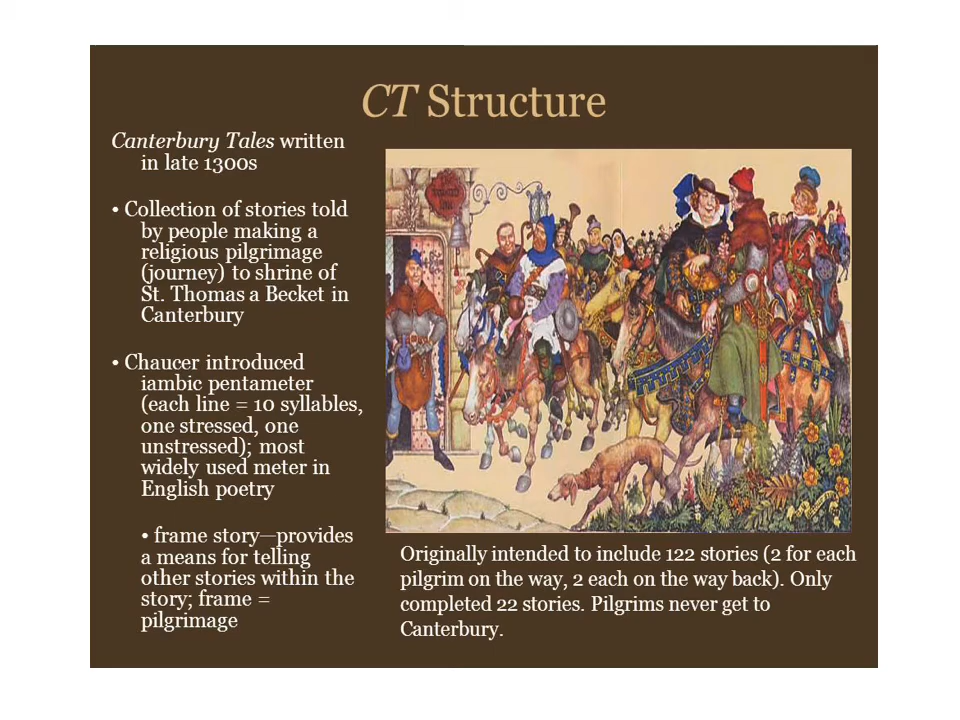 CT Structure
Canterbury Tales written
in late 1300s
• Collection of stories told
by people making a
religious pilgrimage
(journey) to shrine of
St. Thomas a Becket in
Canterbury
• Chaucer introduced
iambic pentameter
(each line = 10 syllables,
one stressed, one
unstressed); most
widely used meter in
English poetry
• frame story—provides
a means for telling
other stories within the
story; frame =
pilgrimage
Originally intended to include 122 stories (2 for each
pilgrim on the way, 2 each on the way back). Only
completed 22 stories. Pilgrims never get to
Canterbury.